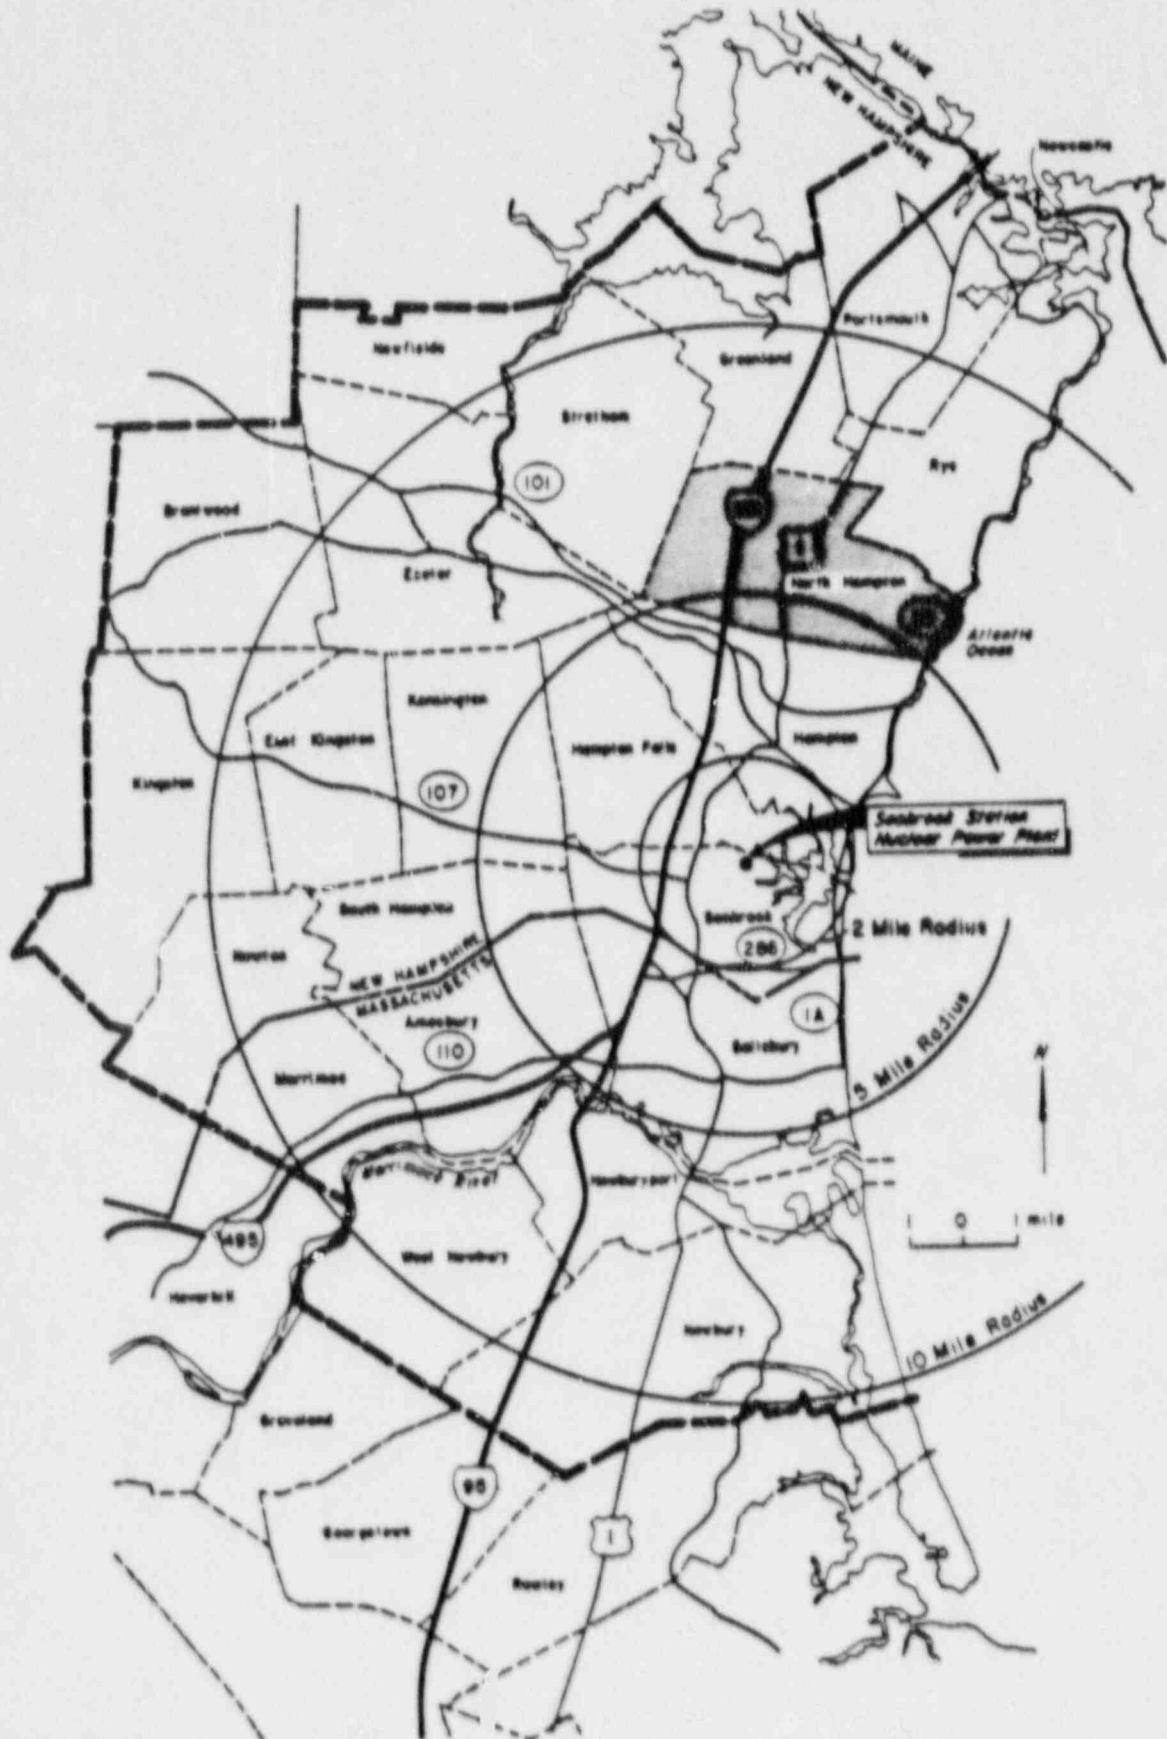 MAINE
NEW HAMPSHIRE
Newcastle
Portsmouth
Newfields
Greenland
Stratham
Rye
101
Brentwood
95
1
Exeter
North Hampton
Atlantic
Ocean
Kensington
East Kingston
Hampton Falls
Hampton
Kingston
107
Seabrook Station
Nuclear Power Plant
South Hampton
Seabrook
2 Mile Radius
286
Newton
NEW HAMPSHIRE
MASSACHUSETTS
1A
Amesbury
110
Salisbury
5 Mile Radius
N
Merrimac
Merrimack River
Newburyport
0
1 mile
495
West Newbury
Haverhill
Newbury
10 Mile Radius
Groveland
95
Georgetown
1
Rowley